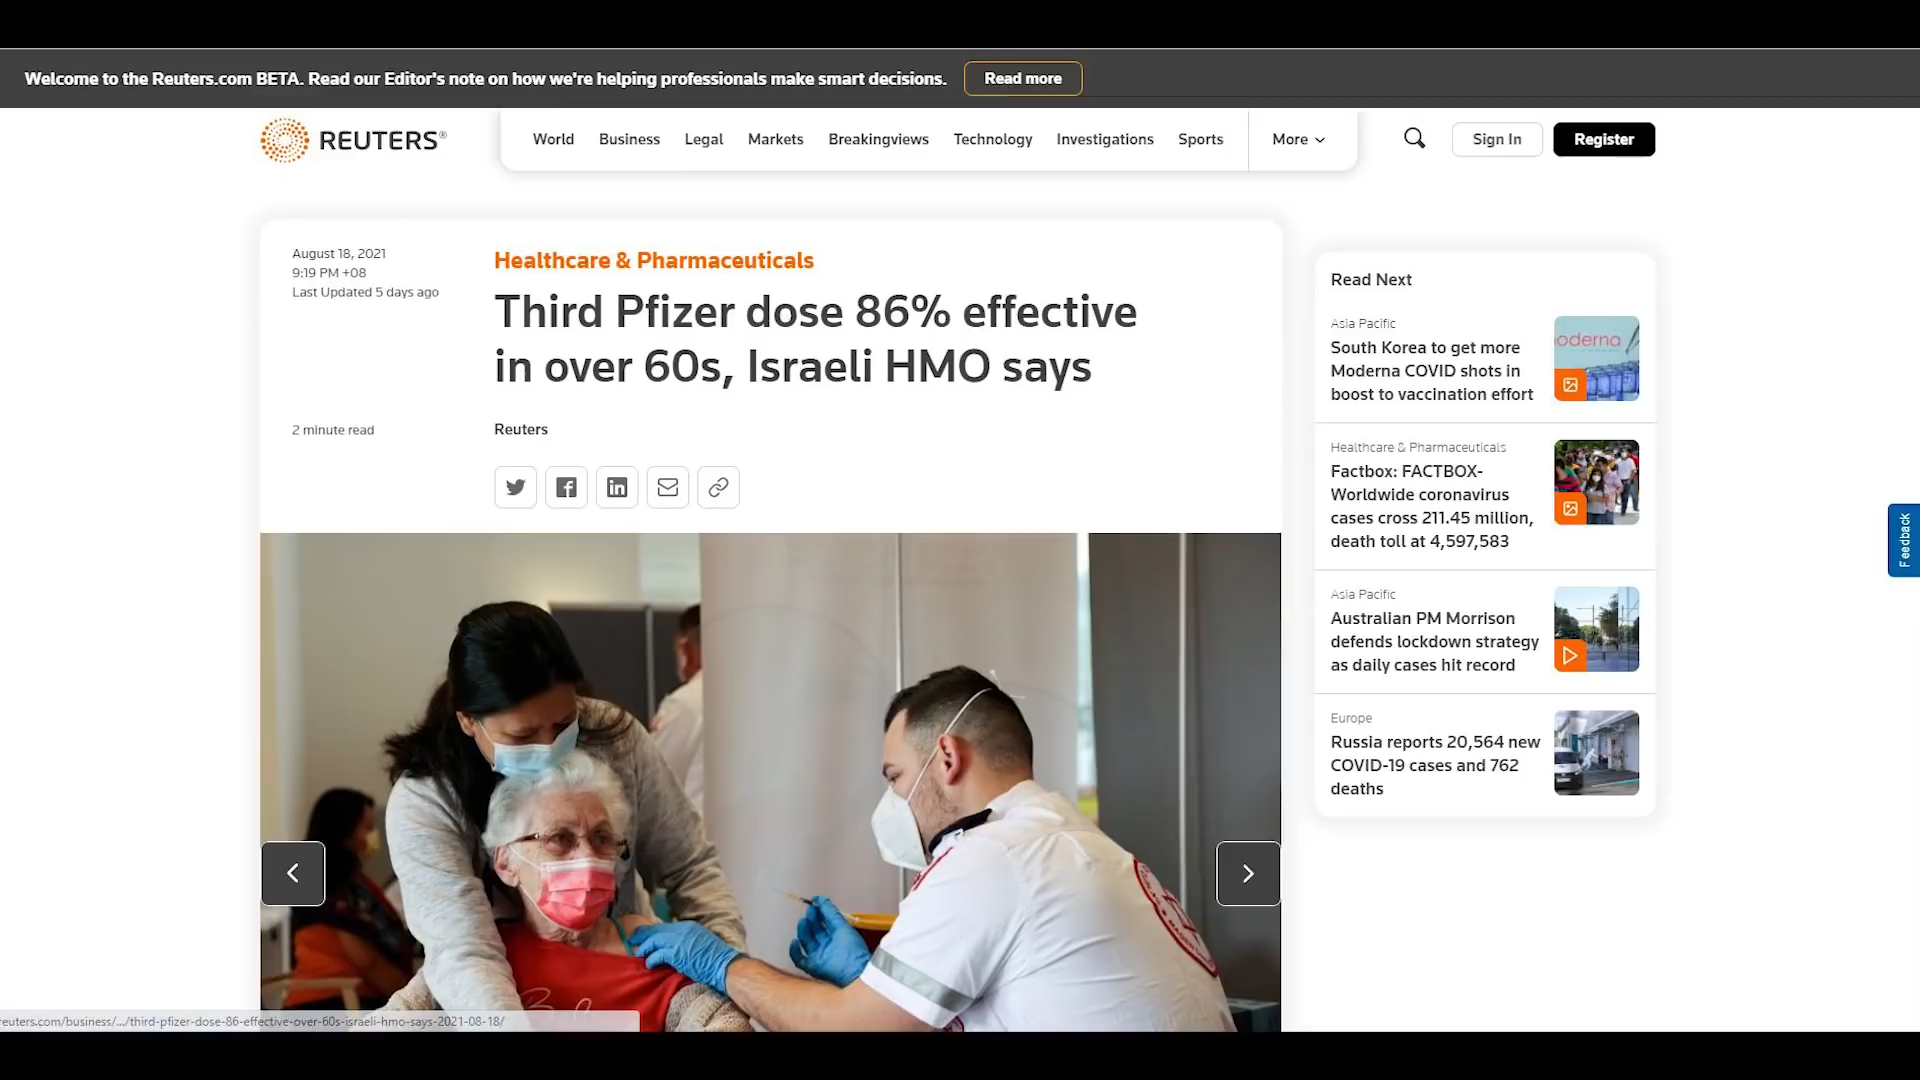 Welcome to the Reuters.com BETA. Read our Editor's note on how we're helping professionals make smart decisions.
Read more
REUTERS®
World
Business
Legal
Markets
Breakingviews
Technology
Investigations
Sports
More
Sign In
Register
August 18, 2021
9:19 PM +08
Last Updated 5 days ago
Healthcare & Pharmaceuticals
Third Pfizer dose 86% effective
in over 60s, Israeli HMO says
2 minute read
Reuters
Read Next
Asia Pacific
South Korea to get more
Moderna COVID shots in
boost to vaccination effort
oderna
Healthcare & Pharmaceuticals
Factbox: FACTBOX-
Worldwide coronavirus
cases cross 211.45 million,
death toll at 4,597,583
Asia Pacific
Australian PM Morrison
defends lockdown strategy
as daily cases hit record
Europe
Russia reports 20,564 new
COVID-19 cases and 762
deaths
Feedback
reuters.com/business/.../third-pfizer-dose-86-effective-over-60s-israeli-hmo-says-2021-08-18/